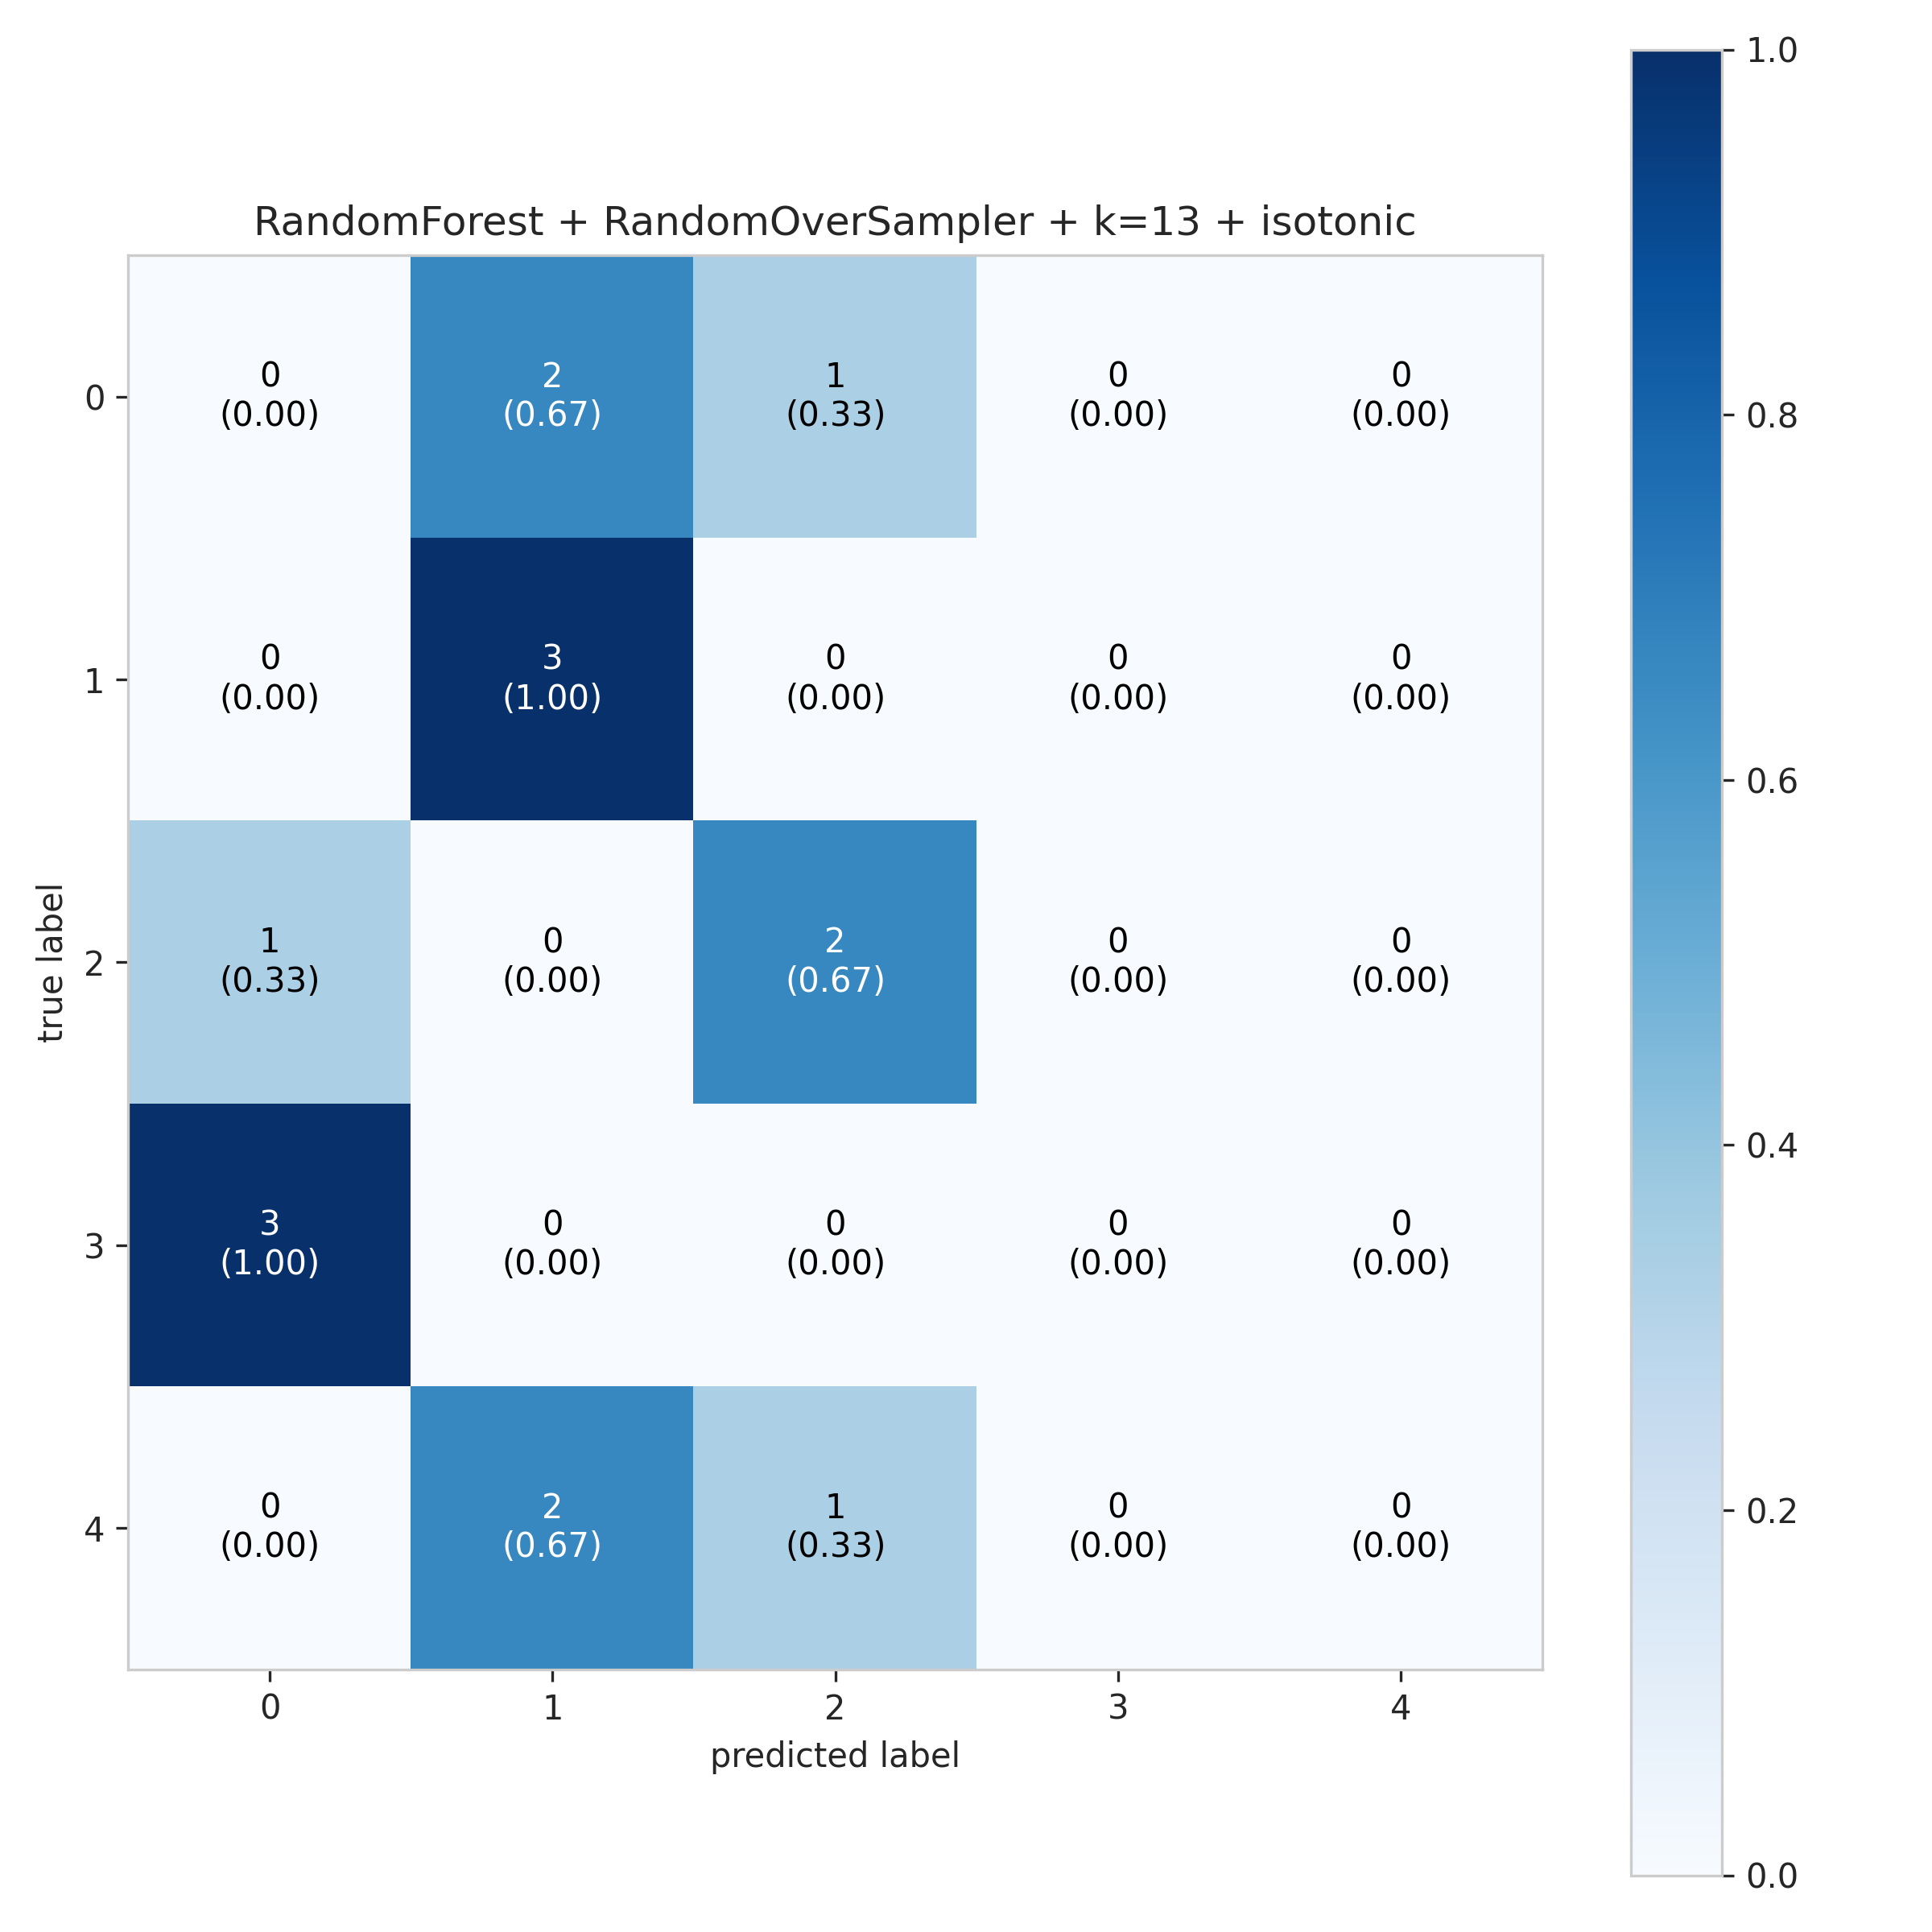 RandomForest + RandomOverSampler + k=13 + isotonic
1.0
0.8
0.6
0.4
0.2
0.0
true label
0
0 2 1 0 0
(0.00) (0.67) (0.33) (0.00) (0.00)
1
0 3 0 0 0
(0.00) (1.00) (0.00) (0.00) (0.00)
2
1 0 2 0 0
(0.33) (0.00) (0.67) (0.00) (0.00)
3
3 0 0 0 0
(1.00) (0.00) (0.00) (0.00) (0.00)
4
0 2 1 0 0
(0.00) (0.67) (0.33) (0.00) (0.00)
0 1 2 3 4
predicted label